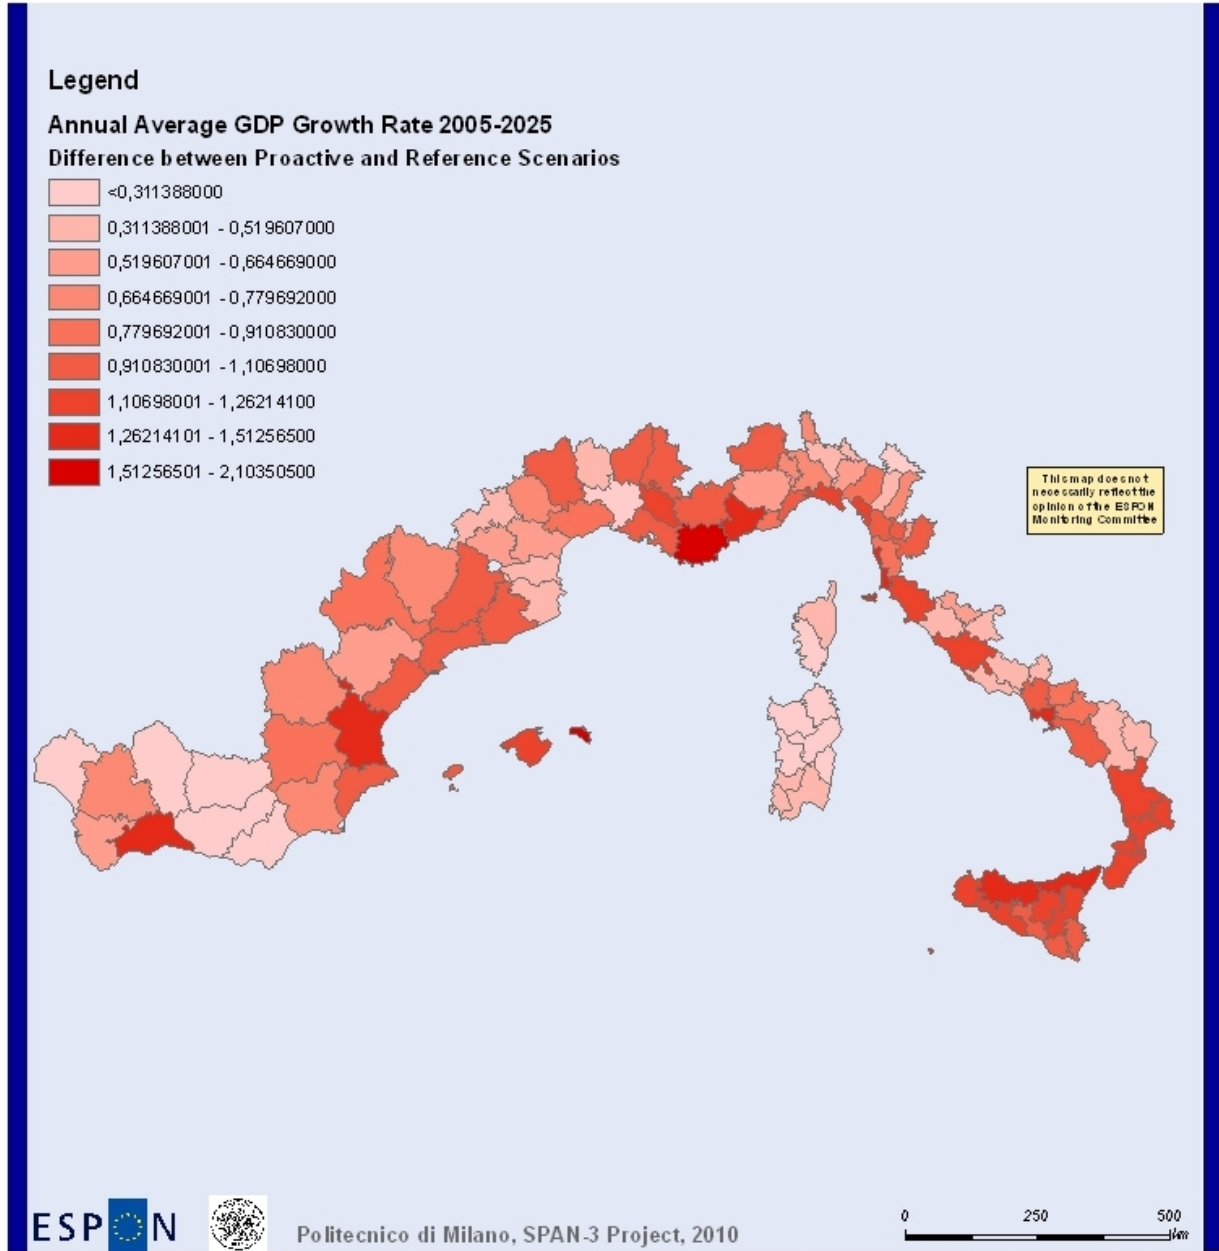 Legend
Annual Average GDP Growth Rate 2005-2025
Difference between Proactive and Reference Scenarios
<0,311388000
0,311388001 - 0,519607000
0,519607001 - 0,664669000
0,664669001 - 0,779692000
0,779692001 - 0,910830000
0,910830001 - 1,10698000
1,10698001 - 1,26214100
1,26214101 - 1,51256500
1,51256501 - 2,10350500
This map does not
necessarily reflect the
opinion of the ESPON
Monitoring Committee
ESPON
Politecnico di Milano, SPAN-3 Project, 2010
0 250 500
km